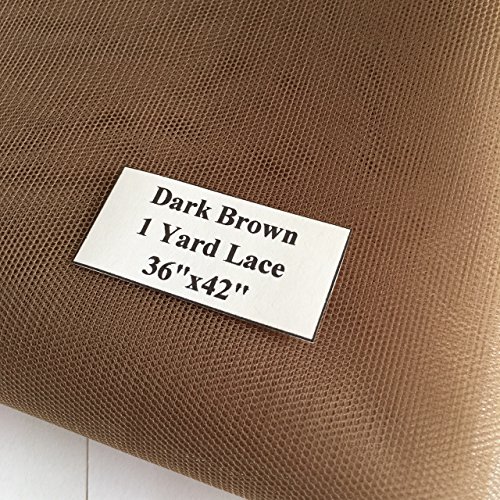 Dark Brown
1 Yard Lace
36"x42"